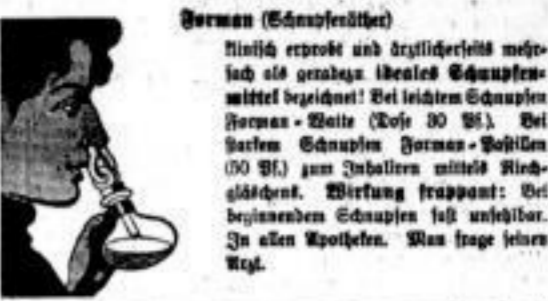 Forman (Schnupfenäther)
klinisch erprobt und ärztlicherseits mehr-
fach als geradezu ideales Schnupfen-
mittel bezeichnet! Bei leichtem Schnupfen
Forman-Watte (Dose 30 Pf.). Bei
starkem Schnupfen Forman-Pastillen
(50 Pf.) zum Inhaliren mittels Riech-
gläschens. Wirkung frappant: Bei
beginnendem Schnupfen fast unfehlbar.
In allen Apotheken. Man frage seinen
Arzt.